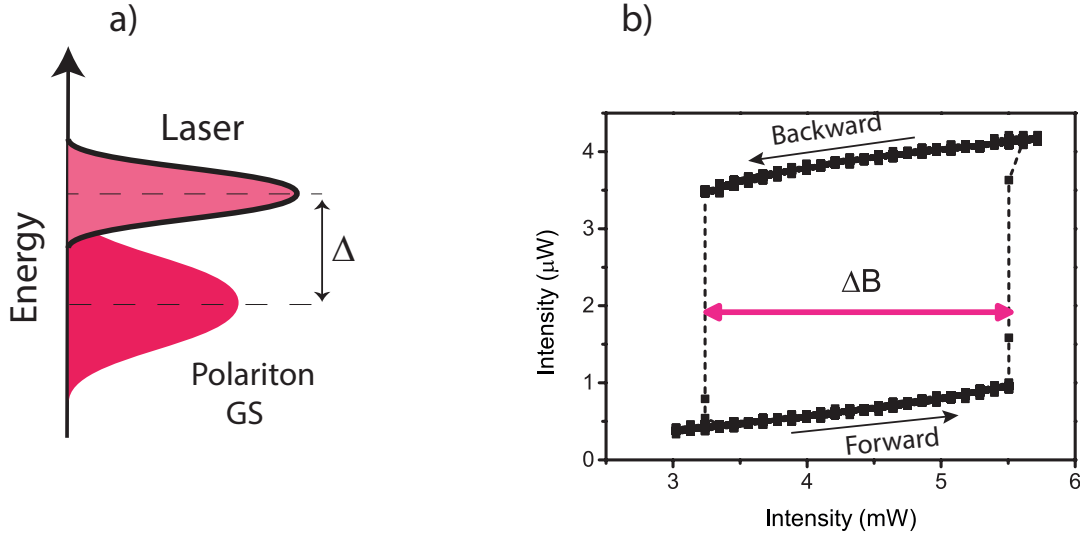 a)
Energy
Laser
Δ
Polariton
GS
b)
Intensity (μW)
4
3
2
1
0
Backward
ΔB
Forward
3 4 5 6
Intensity (mW)